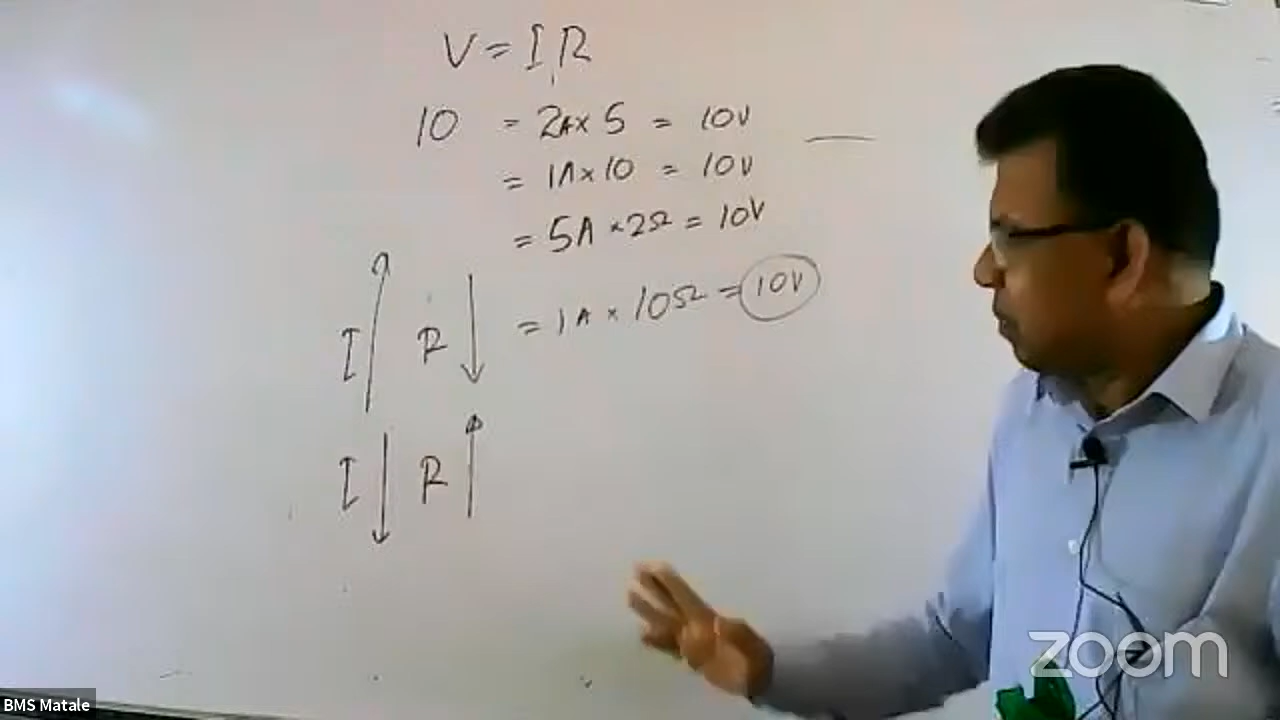 V = IR
10 = 2A × 5 = 10V
= 1A × 10 = 10V
= 5A × 2Ω = 10V
= 1A × 10Ω = 10V
I R
I R
zoom
BMS Matale